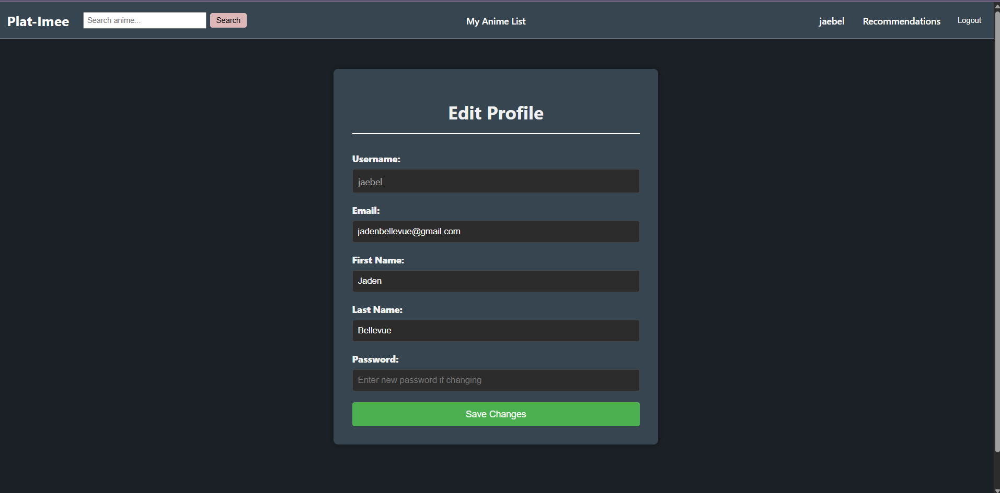 Plat-Imee
Search anime...
Search
My Anime List
jaebel
Recommendations
Logout
Edit Profile
Username:
jaebel
Email:
jadenbellevue@gmail.com
First Name:
Jaden
Last Name:
Bellevue
Password:
Enter new password if changing
Save Changes